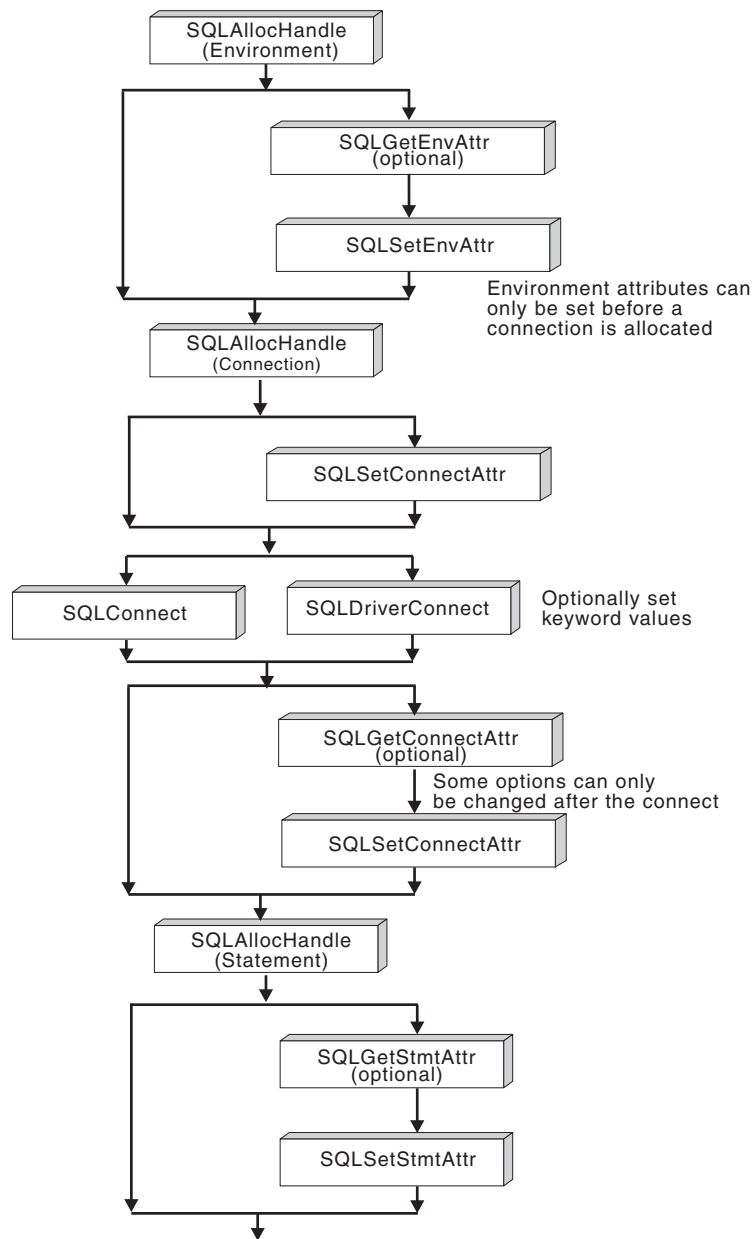 SQLAllocHandle
(Environment)
SQLGetEnvAttr
(optional)
SQLSetEnvAttr
Environment attributes can
only be set before a
connection is allocated
SQLAllocHandle
(Connection)
SQLSetConnectAttr
SQLConnect
SQLDriverConnect
Optionally set
keyword values
SQLGetConnectAttr
(optional)
Some options can only
be changed after the connect
SQLSetConnectAttr
SQLAllocHandle
(Statement)
SQLGetStmtAttr
(optional)
SQLSetStmtAttr